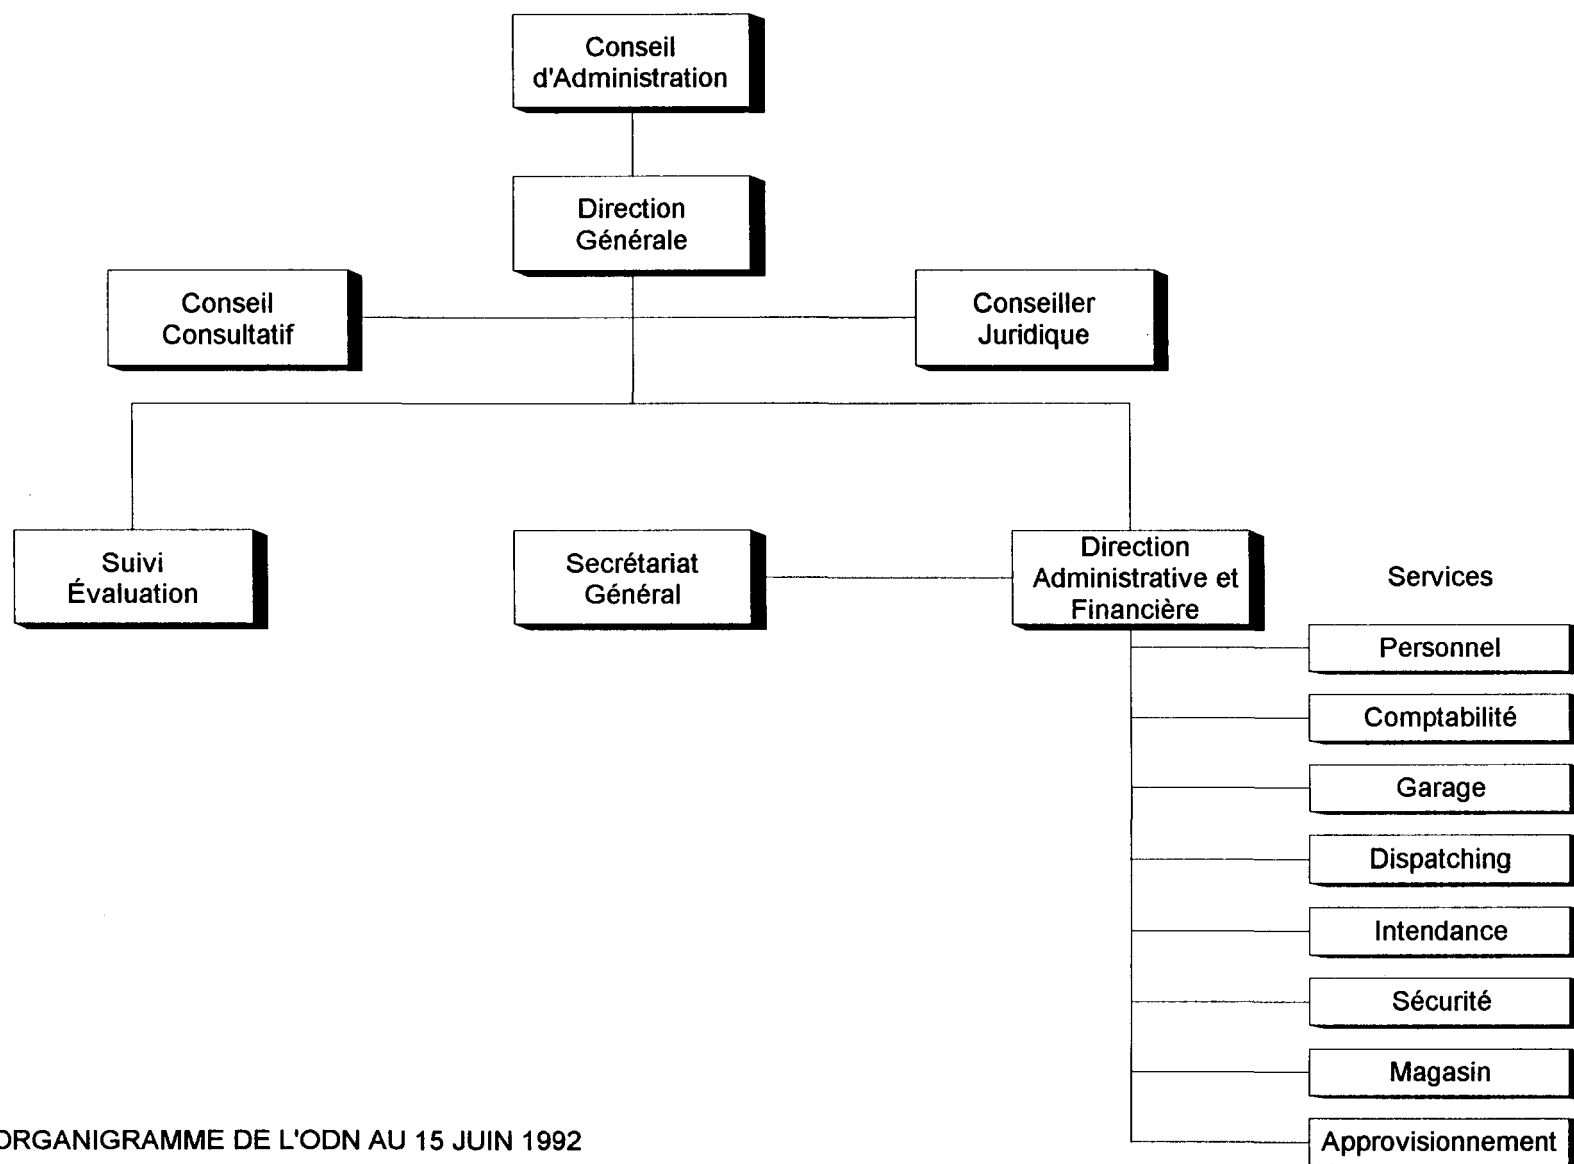 Conseil
d'Administration
Direction
Générale
Conseil
Consultatif
Conseiller
Juridique
Suivi
Évaluation
Secrétariat
Général
Direction
Administrative et
Financière
Services
Personnel
Comptabilité
Garage
Dispatching
Intendance
Sécurité
Magasin
Approvisionnement
ORGANIGRAMME DE L'ODN AU 15 JUIN 1992